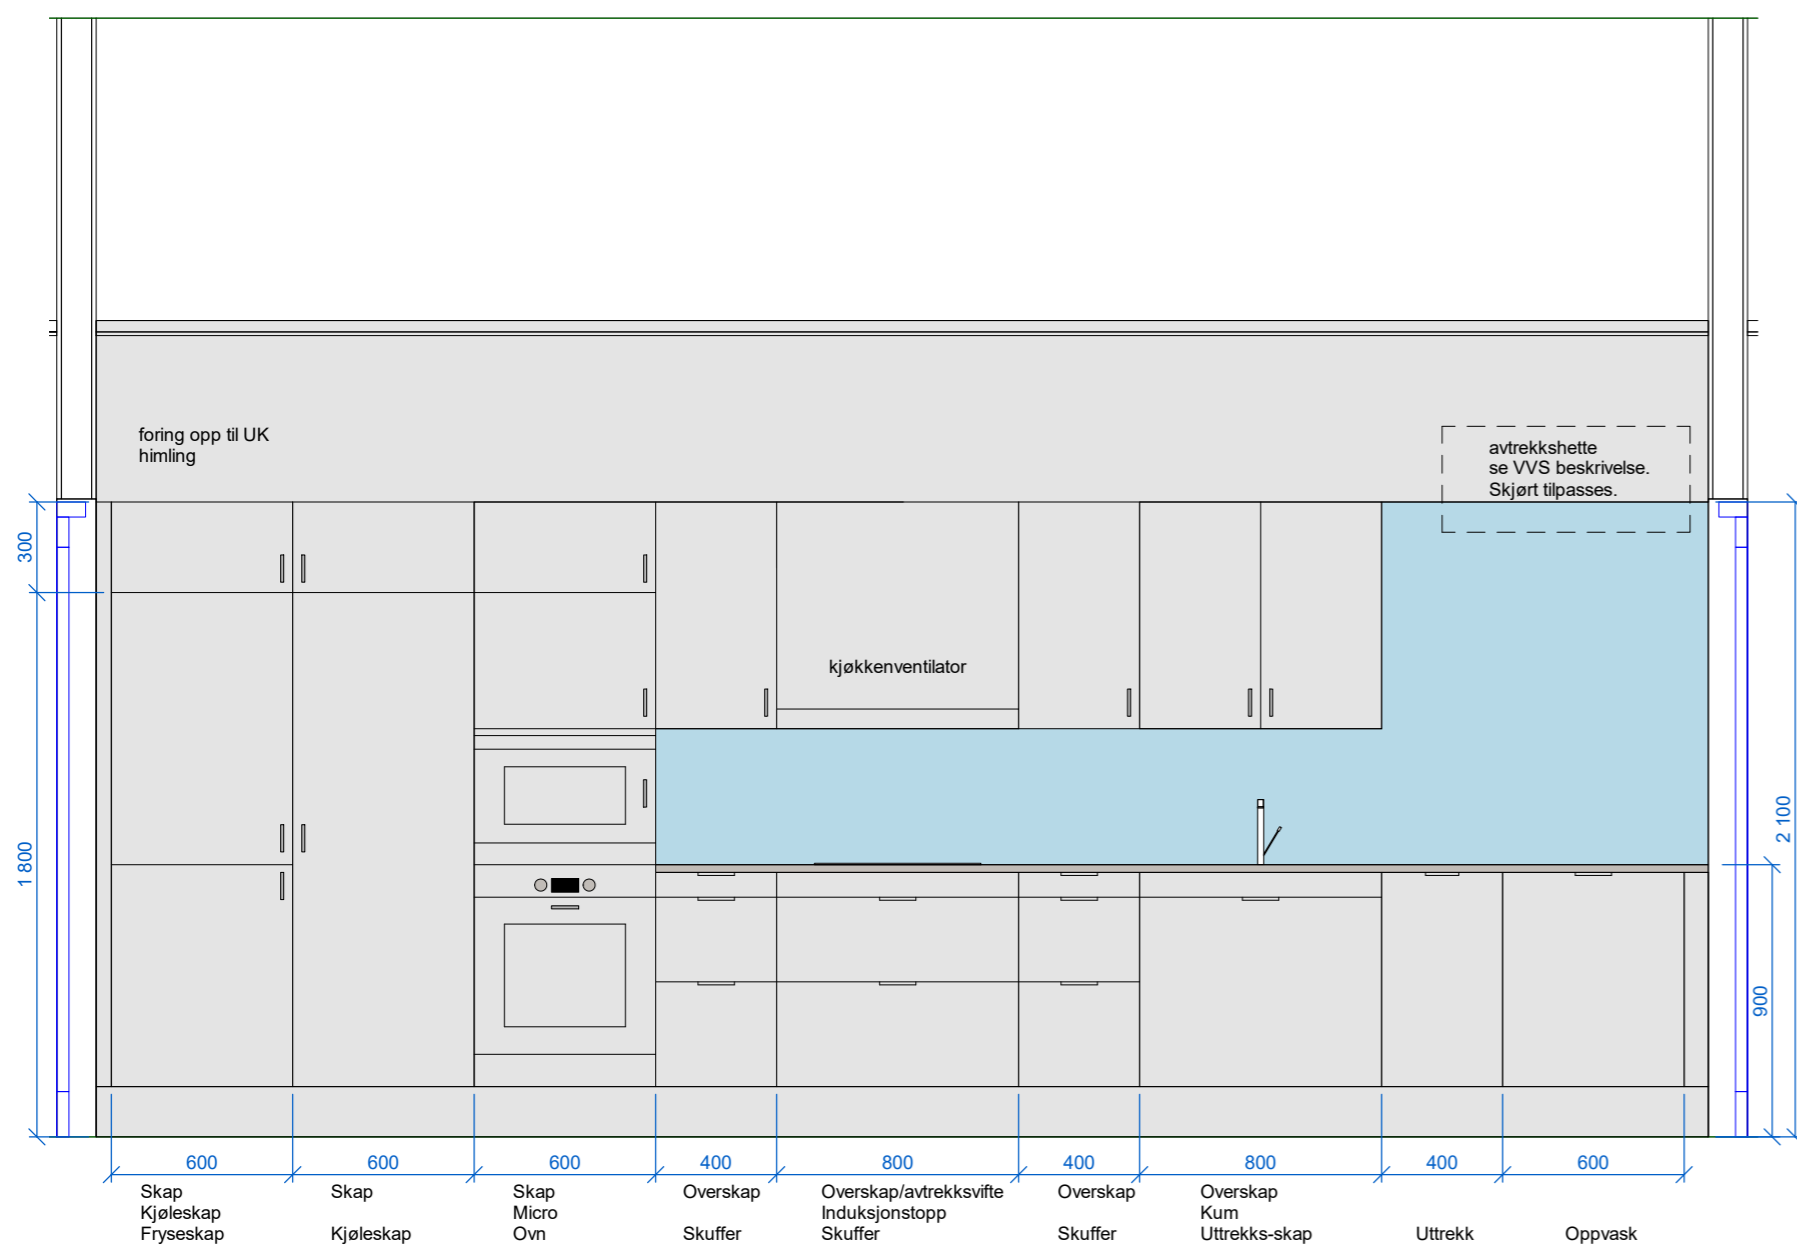 foring opp til UK
himling
avtrekkshette
se VVS beskrivelse.
Skjørt tilpasses.
300
kjøkkenventilator
2 100
1 800
900
600
600
600
400
800
400
800
400
600
Skap
Kjøleskap
Fryseskap
Skap
Kjøleskap
Skap
Micro
Ovn
Overskap
Skuffer
Overskap/avtrekksvifte
Induksjonstopp
Skuffer
Overskap
Skuffer
Overskap
Kum
Uttrekks-skap
Uttrekk
Oppvask